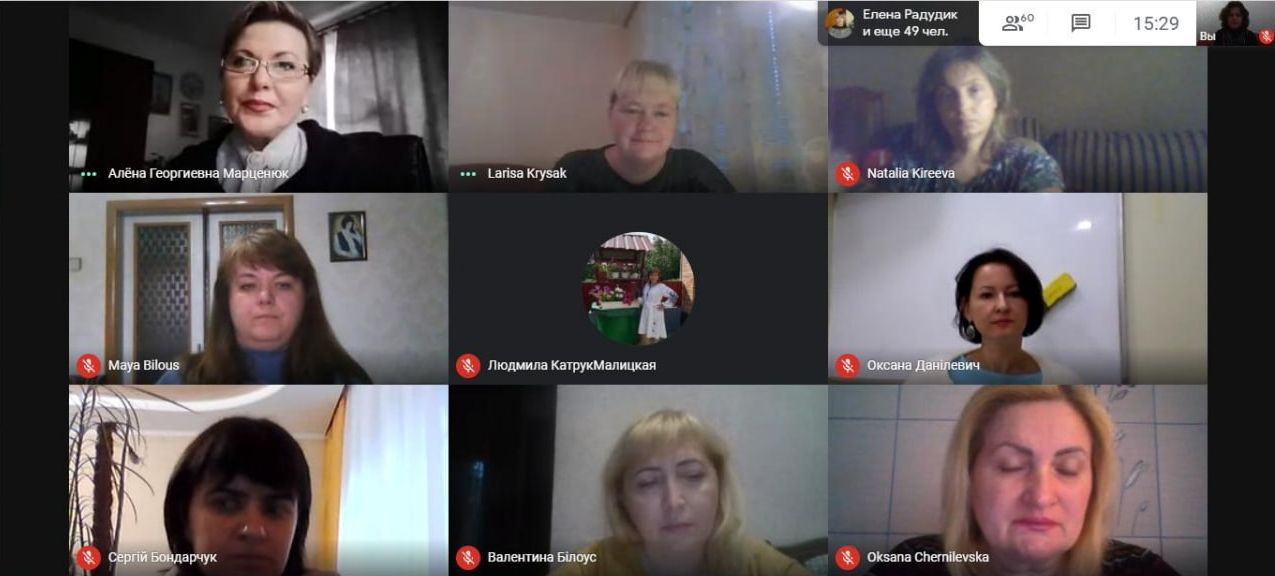 Елена Радудик
и еще 49 чел.
60
15:29
Вы
Алёна Георгиевна Марценюк
Larisa Krysak
Natalia Kireeva
Maya Bilous
Людмила КатрукМалицкая
Оксана Данілевич
Сергій Бондарчук
Валентина Білоус
Oksana Chernilevska